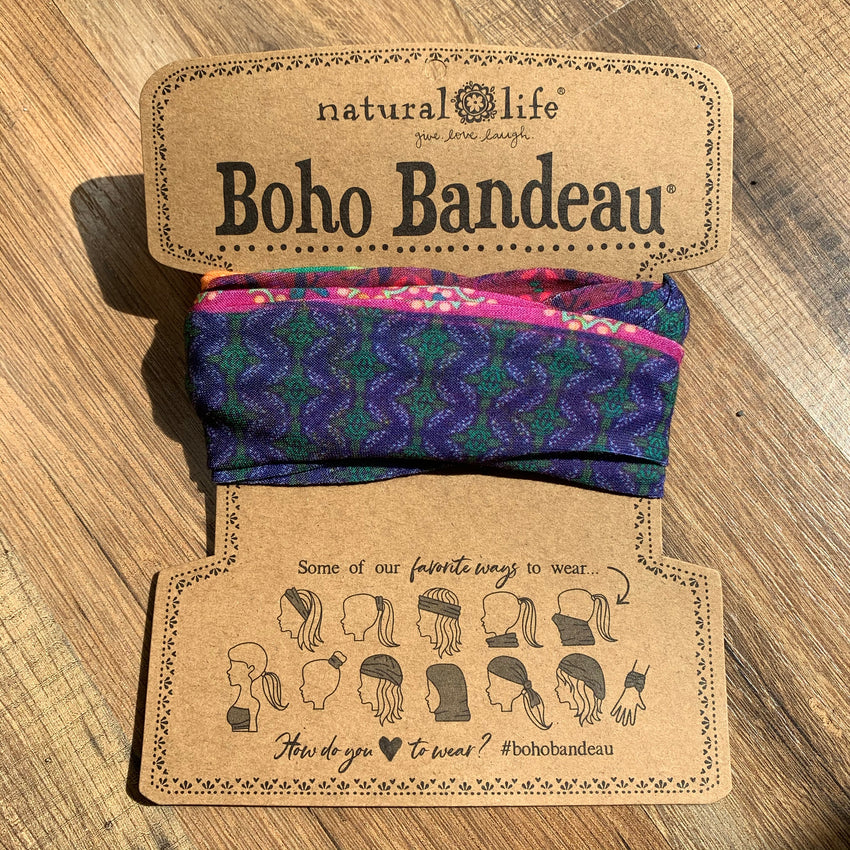 natural life®
give. love. laugh.
Boho Bandeau®
Some of our favorite ways to wear...
How do you ♥ to wear? #bohobandeau